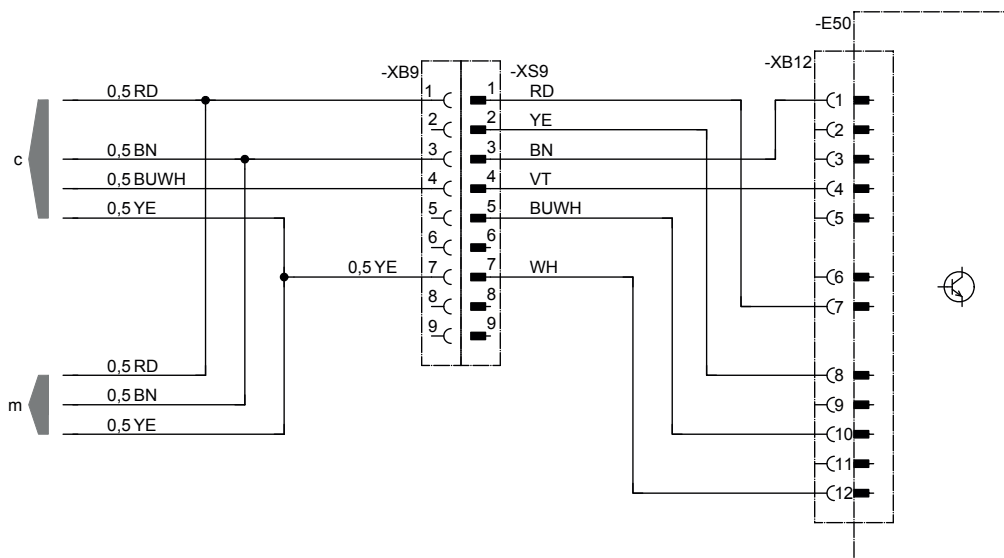 -E50
-XB9 -XS9 -XB12
0,5 RD 1 1 RD 1
2 2 YE 2
c 0,5 BN 3 3 BN 3
0,5 BUWH 4 4 VT 4
0,5 YE 5 5 BUWH 5
6 6
0,5 YE 7 7 WH 6
8 8 7
9 9
0,5 RD 8
m 0,5 BN 9
0,5 YE 10
11
12